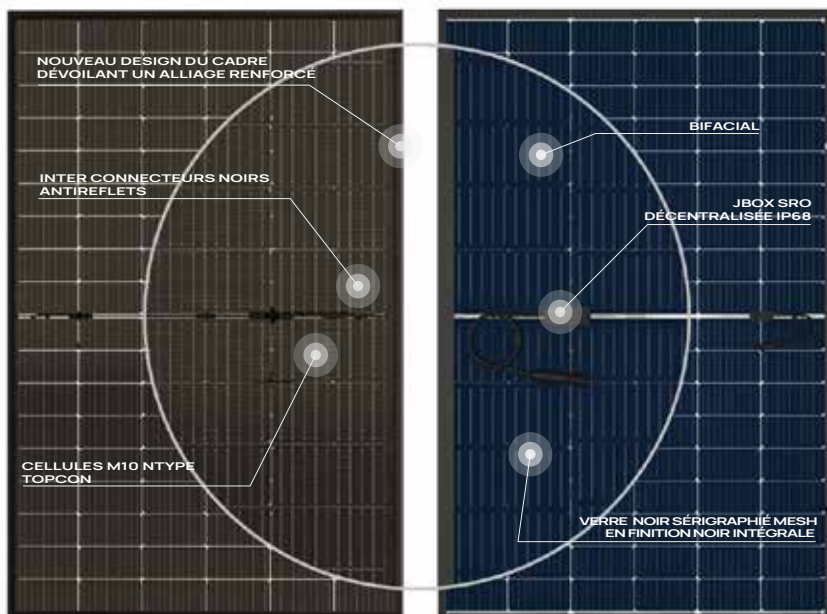 NOUVEAU DESIGN DU CADRE
DÉVOILANT UN ALLIAGE RENFORCÉ
INTER CONNECTEURS NOIRS
ANTIREFLETS
CELLULES M10 NTYPE
TOPCON
BIFACIAL
JBOX SRO
DÉCENTRALISÉE IP68
VERRE NOIR SÉRIGRAPHIÉ MESH
EN FINITION NOIR INTÉGRALE